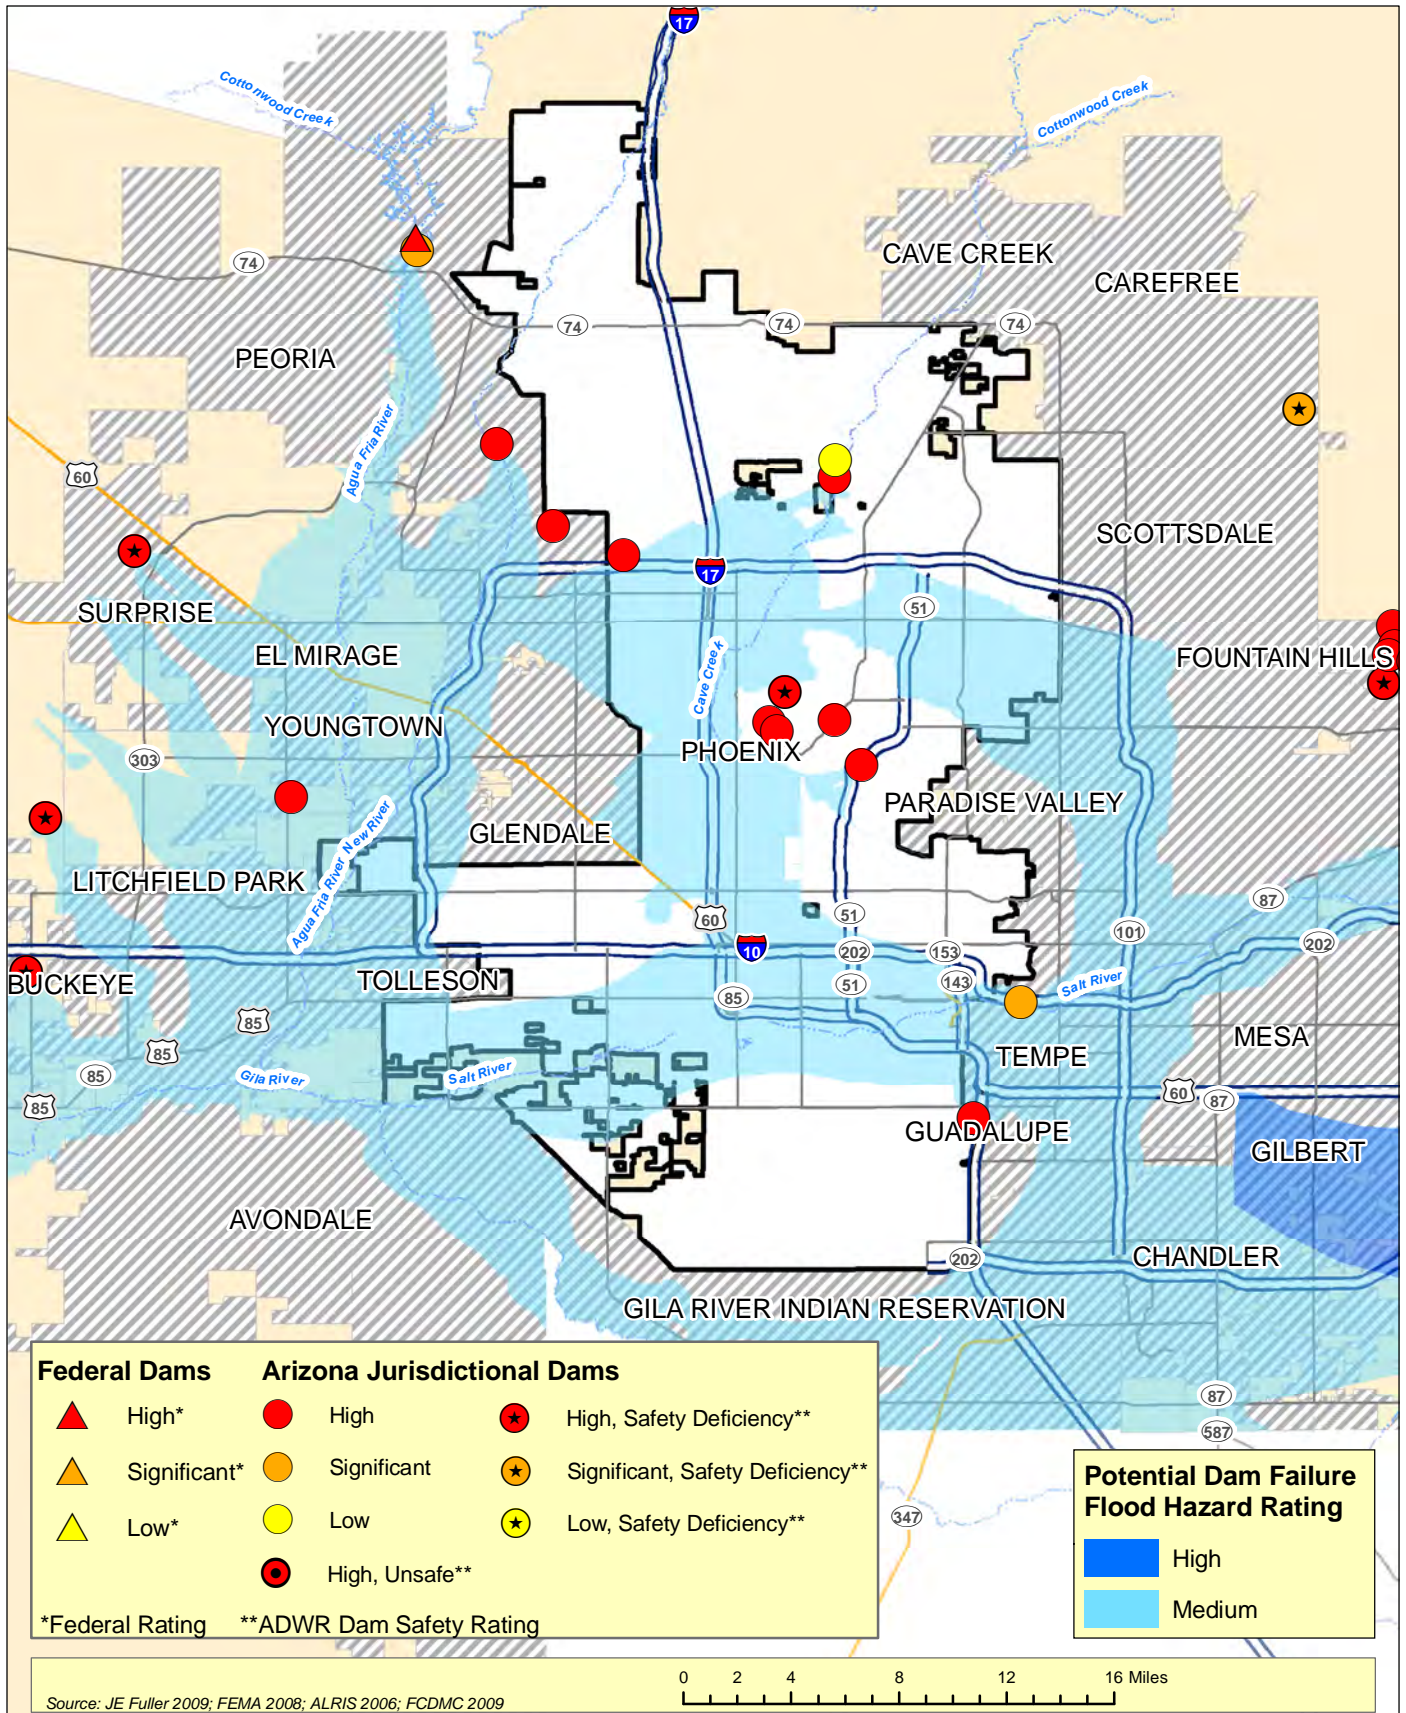 17
Cottonwood Creek
Cottonwood Creek
CAVE CREEK
74
CAREFREE
74
74
74
PEORIA
Agua Fria River
60
SCOTTSDALE
17
51
SURPRISE
EL MIRAGE
Cave Creek
FOUNTAIN HILLS
YOUNGTOWN
PHOENIX
303
PARADISE VALLEY
GLENDALE
Agua Fria River New River
LITCHFIELD PARK
87
60
51
101
202
10
202
153
BUCKEYE
TOLLESON
143
51
Salt River
85
85
MESA
85
TEMPE
85
Gila River
Salt River
60
87
85
GUADALUPE
GILBERT
AVONDALE
202
CHANDLER
GILA RIVER INDIAN RESERVATION
87
587
347
Federal Dams
High*
Significant*
Low*
Arizona Jurisdictional Dams
High
High, Safety Deficiency**
Significant
Significant, Safety Deficiency**
Low
Low, Safety Deficiency**
High, Unsafe**
*Federal Rating **ADWR Dam Safety Rating
Potential Dam Failure
Flood Hazard Rating
High
Medium
Source: JE Fuller 2009; FEMA 2008; ALRIS 2006; FCDMC 2009
0 2 4 8 12 16 Miles